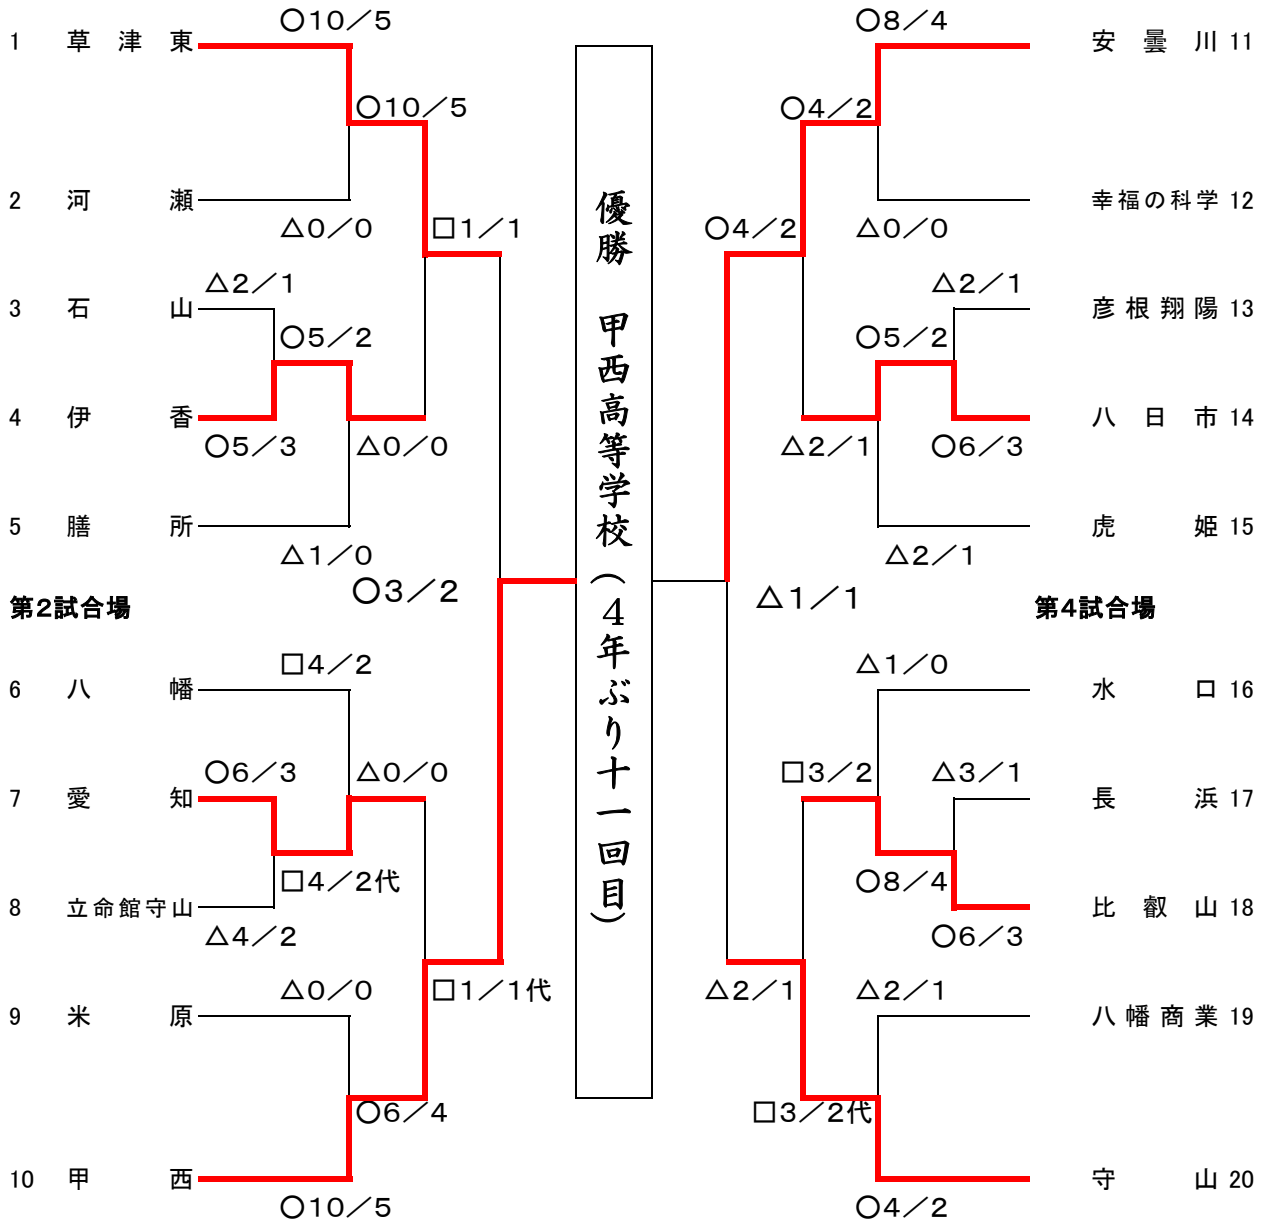 ○10／5
1 草津東
○10／5
2 河瀬
△0／0
□1／1
△2／1
3 石山
○5／2
4 伊香
○5／3
△0／0
5 膳所
△1／0
○3／2
第2試合場
□4／2
6 八幡
○6／3
△0／0
7 愛知
□4／2代
8 立命館守山
△4／2
△0／0
□1／1代
9 米原
○6／4
10 甲西
○10／5
優勝 甲西高等学校（４年ぶり十一回目）
○8／4
安曇川 11
○4／2
幸福の科学 12
○4／2
△0／0
△2／1
彦根翔陽 13
○5／2
八日市 14
△2／1
○6／3
虎姫 15
△2／1
△1／1
第4試合場
△1／0
水口 16
□3／2
△3／1
長浜 17
○8／4
比叡山 18
○6／3
△2／1
△2／1
八幡商業 19
□3／2代
守山 20
○4／2